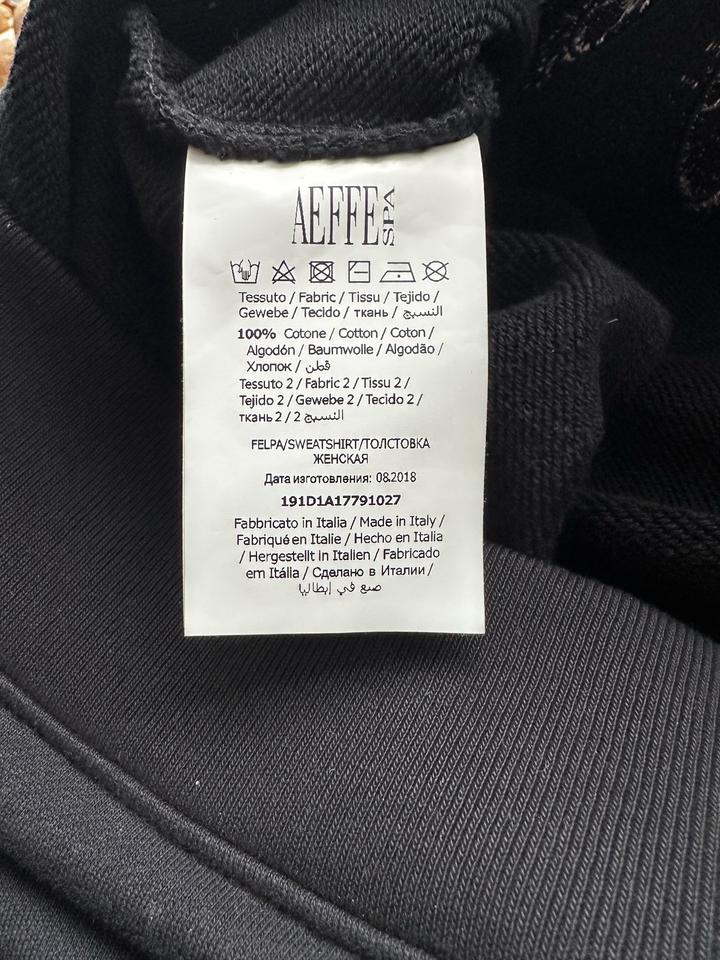 AEFFE SPA
Tessuto / Fabric / Tissu / Tejido /
Gewebe / Tecido / ткань / النسيج
100% Cotone / Cotton / Coton /
Algodón / Baumwolle / Algodão /
Хлопок / قطن
Tessuto 2 / Fabric 2 / Tissu 2 /
Tejido 2 / Gewebe 2 / Tecido 2 /
ткань 2 / 2 النسيج
FELPA/SWEATSHIRT/ТОЛСТОВКА
ЖЕНСКАЯ
Дата изготовления: 08.2018
191D1A17791027
Fabbricato in Italia / Made in Italy /
Fabriqué en Italie / Hecho en Italia
/ Hergestellt in Italien / Fabricado
em Itália / Сделано в Италии /
صنع في إيطاليا